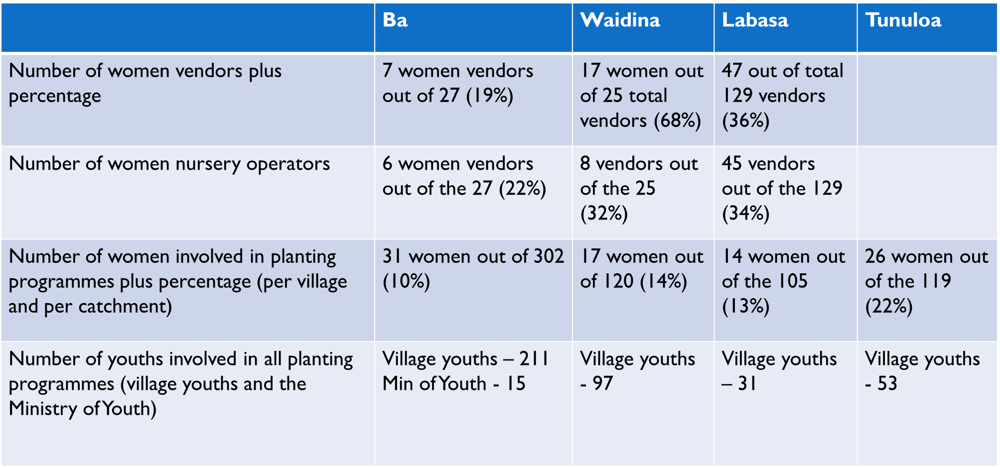 Ba
Waidina
Labasa
Tunuloa
Number of women vendors plus
percentage
7 women vendors
out of 27 (19%)
17 women out
of 25 total
vendors (68%)
47 out of total
129 vendors
(36%)
Number of women nursery operators
6 women vendors
out of the 27 (22%)
8 vendors out
of the 25
(32%)
45 vendors
out of the 129
(34%)
Number of women involved in planting
programmes plus percentage (per village
and per catchment)
31 women out of 302
(10%)
17 women out
of 120 (14%)
14 women out
of the 105
(13%)
26 women out
of the 119
(22%)
Number of youths involved in all planting
programmes (village youths and the
Ministry of Youth)
Village youths – 211
Min of Youth - 15
Village youths
- 97
Village youths
– 31
Village youths
- 53